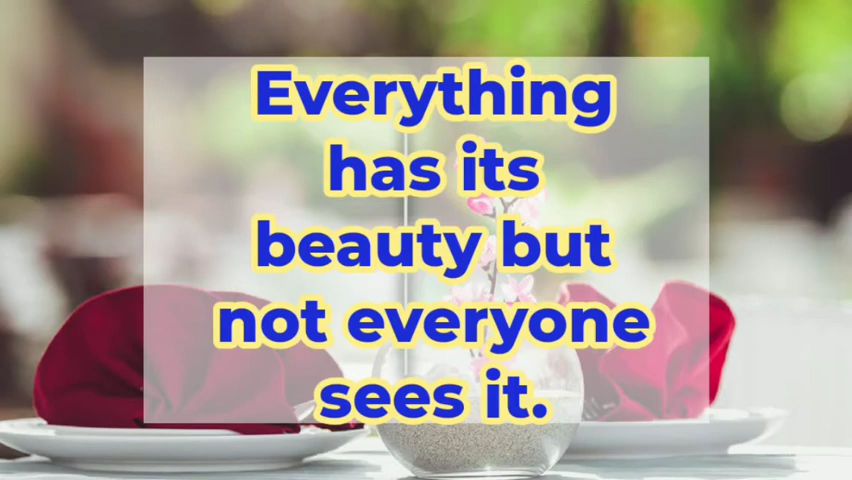 Everything
has its
beauty but
not everyone
sees it.